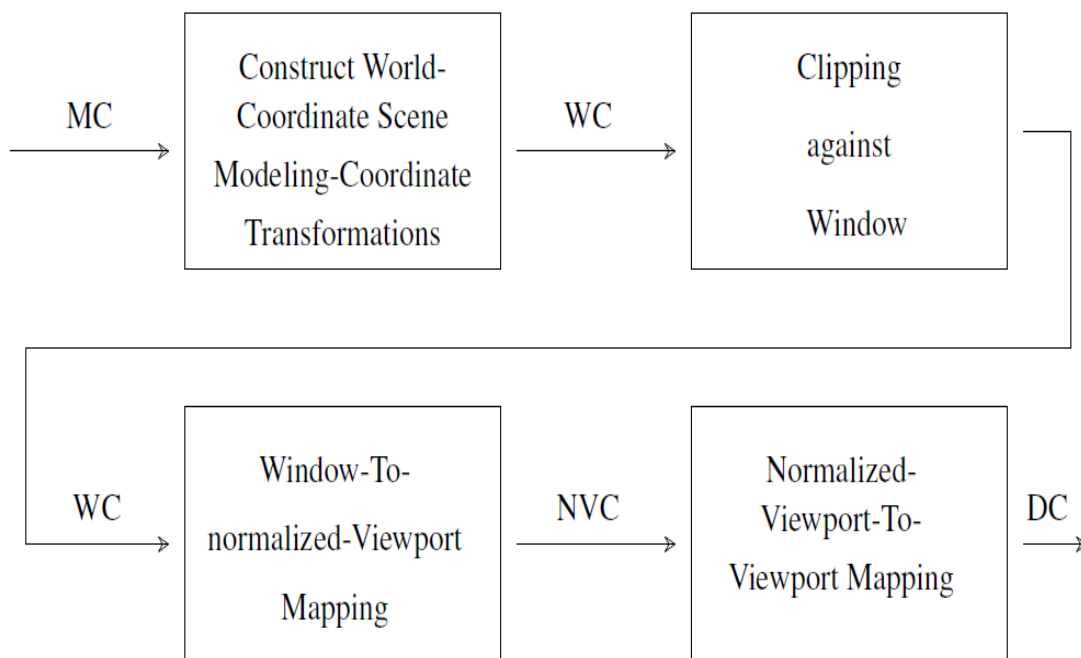 MC
Construct World-
Coordinate Scene
Modeling-Coordinate
Transformations
WC
Clipping
against
Window
WC
Window-To-
normalized-Viewport
Mapping
NVC
Normalized-
Viewport-To-
Viewport Mapping
DC